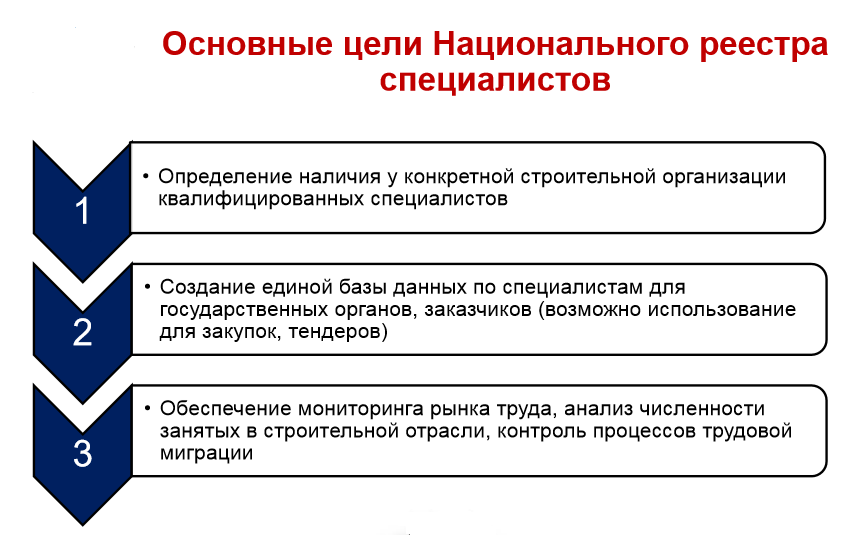 Основные цели Национального реестра
специалистов
1
• Определение наличия у конкретной строительной организации
квалифицированных специалистов
2
• Создание единой базы данных по специалистам для
государственных органов, заказчиков (возможно использование
для закупок, тендеров)
3
• Обеспечение мониторинга рынка труда, анализ численности
занятых в строительной отрасли, контроль процессов трудовой
миграции